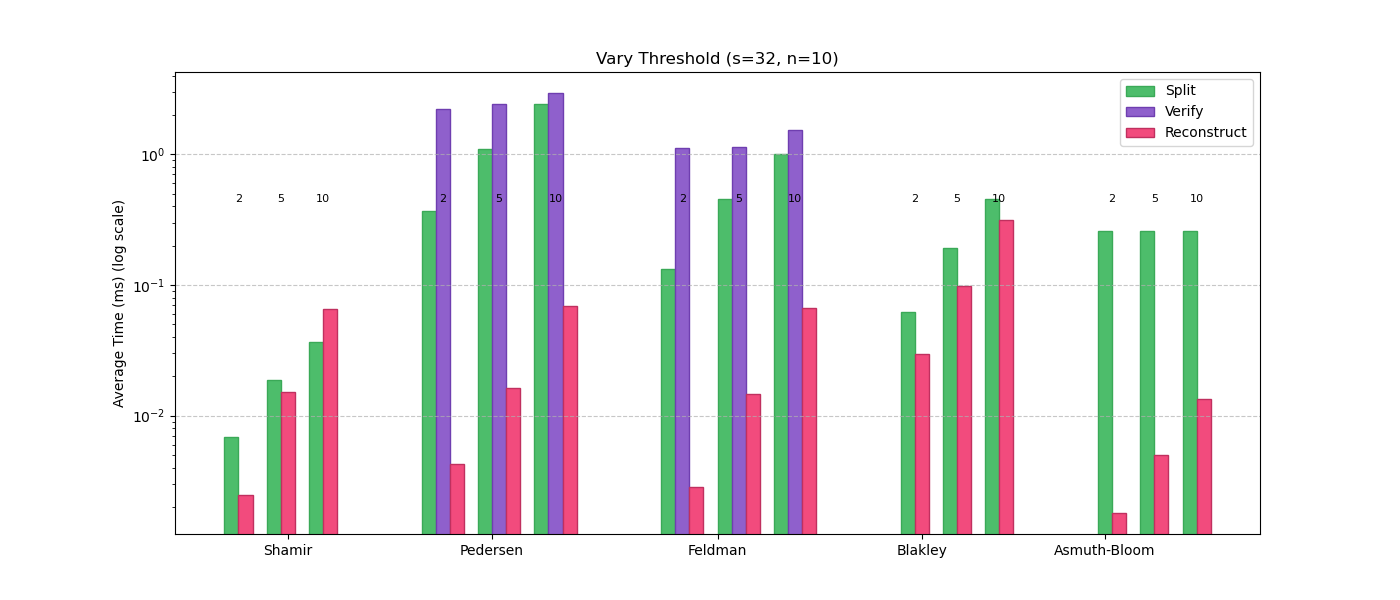 Vary Threshold (s=32, n=10)
Average Time (ms) (log scale)
10⁰
10⁻¹
10⁻²
Split
Verify
Reconstruct
2 5 10 2 5 10 2 5 10 2 5 10 2 5 10
Shamir Pedersen Feldman Blakley Asmuth-Bloom